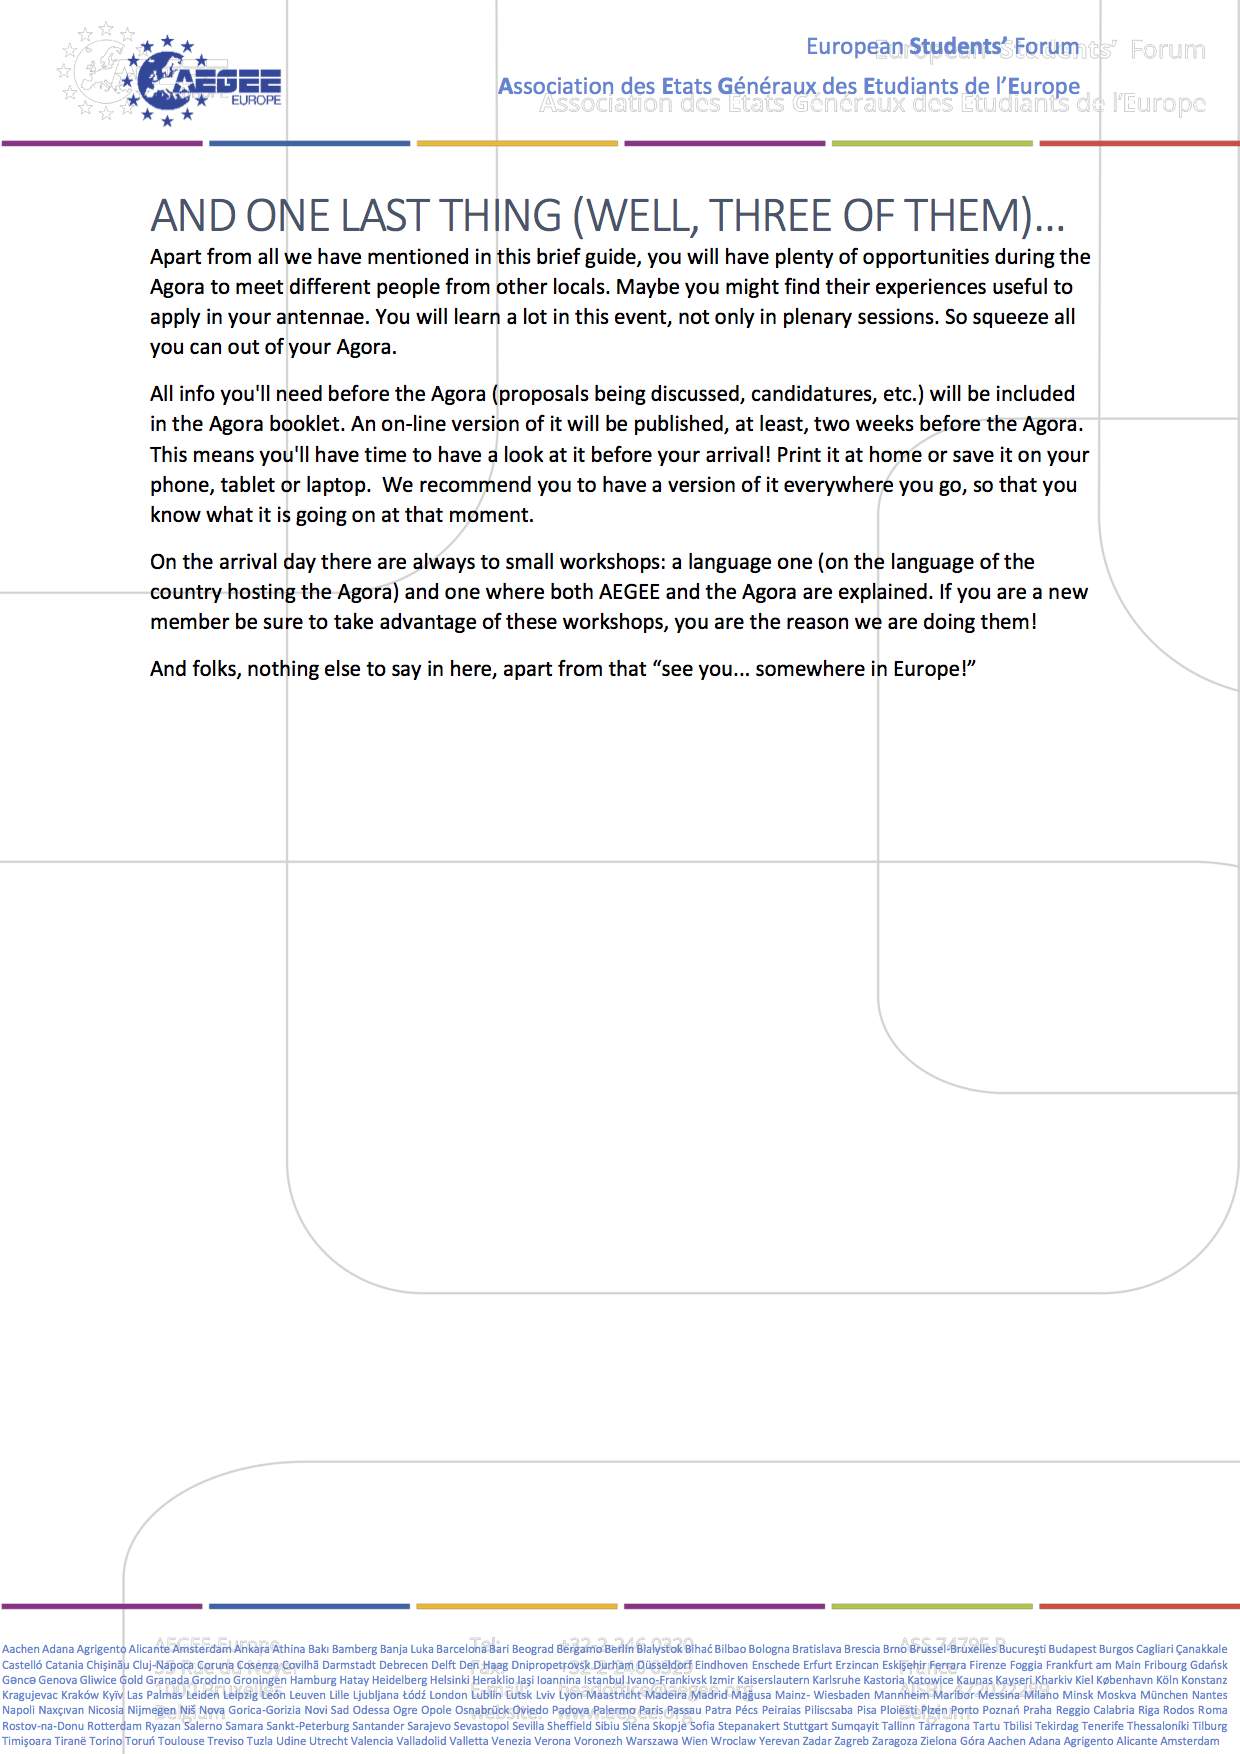 AEGEE
EUROPE
European Students’ Forum
European Students’ Forum
Association des Etats Généraux des Etudiants de l’Europe
Association des Etats Généraux des Etudiants de l’Europe
AND ONE LAST THING (WELL, THREE OF THEM)...
Apart from all we have mentioned in this brief guide, you will have plenty of opportunities during the
Agora to meet different people from other locals. Maybe you might find their experiences useful to
apply in your antennae. You will learn a lot in this event, not only in plenary sessions. So squeeze all
you can out of your Agora.
All info you'll need before the Agora (proposals being discussed, candidatures, etc.) will be included
in the Agora booklet. An on-line version of it will be published, at least, two weeks before the Agora.
This means you'll have time to have a look at it before your arrival! Print it at home or save it on your
phone, tablet or laptop.  We recommend you to have a version of it everywhere you go, so that you
know what it is going on at that moment.
On the arrival day there are always to small workshops: a language one (on the language of the
country hosting the Agora) and one where both AEGEE and the Agora are explained. If you are a new
member be sure to take advantage of these workshops, you are the reason we are doing them!
And folks, nothing else to say in here, apart from that “see you... somewhere in Europe!”
Aachen Adana Agrigento Alicante Amsterdam Ankara Athina Bakı Bamberg Banja Luka Barcelona Bari Beograd Bergamo Berlin Białystok Bihać Bilbao Bologna Bratislava Brescia Brno Brussel-Bruxelles Bucureşti Budapest Burgos Cagliari Çanakkale
Castelló Catania Chişinău Cluj-Napoca Coruna Cosenza Covilhã Darmstadt Debrecen Delft Den Haag Dnipropetrovsk Durham Düsseldorf Eindhoven Enschede Erfurt Erzincan Eskişehir Ferrara Firenze Foggia Frankfurt am Main Fribourg Gdańsk
Gəncə Genova Gliwice Gold Granada Grodno Groningen Hamburg Hatay Heidelberg Helsinki Heraklio Iaşi Ioannina Istanbul Ivano-Frankivsk Izmir Kaiserslautern Karlsruhe Kastoria Katowice Kaunas Kayseri Kharkiv Kiel København Köln Konstanz
Kragujevac Kraków Kyïv Las Palmas Leiden Leipzig León Leuven Lille Ljubljana Łódź London Lublin Lutsk Lviv Lyon Maastricht Madeira Madrid Mağusa Mainz- Wiesbaden Mannheim Maribor Messina Milano Minsk Moskva München Nantes
Napoli Naxçıvan Nicosia Nijmegen Niš Nova Gorica-Gorizia Novi Sad Odessa Ogre Opole Osnabrück Oviedo Padova Palermo Paris Passau Patra Pécs Peiraias Piliscsaba Pisa Ploiesti Plzen Porto Poznań Praha Reggio Calabria Riga Rodos Roma
Rostov-na-Donu Rotterdam Ryazan Salerno Samara Sankt-Peterburg Santander Sarajevo Sevastopol Sevilla Sheffield Sibiu Siena Skopje Sofia Stepanakert Stuttgart Sumqayit Tallinn Tarragona Tartu Tbilisi Tekirdag Tenerife Thessaloníki Tilburg
Timişoara Tiranë Torino Toruń Toulouse Treviso Tuzla Udine Utrecht Valencia Valladolid Valletta Venezia Verona Voronezh Warszawa Wien Wroclaw Yerevan Zadar Zagreb Zaragoza Zielona Góra Aachen Adana Agrigento Alicante Amsterdam